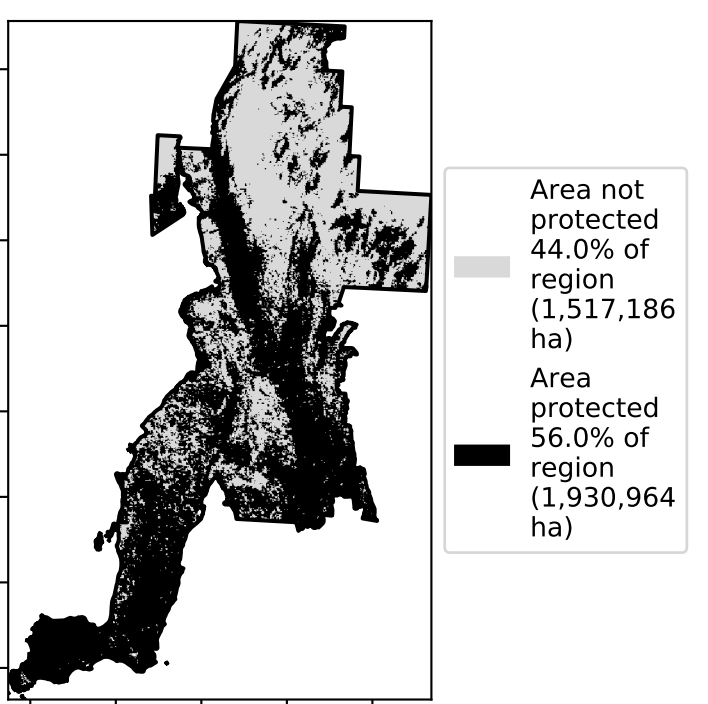 Area not
protected
44.0% of
region
(1,517,186
ha)
Area
protected
56.0% of
region
(1,930,964
ha)